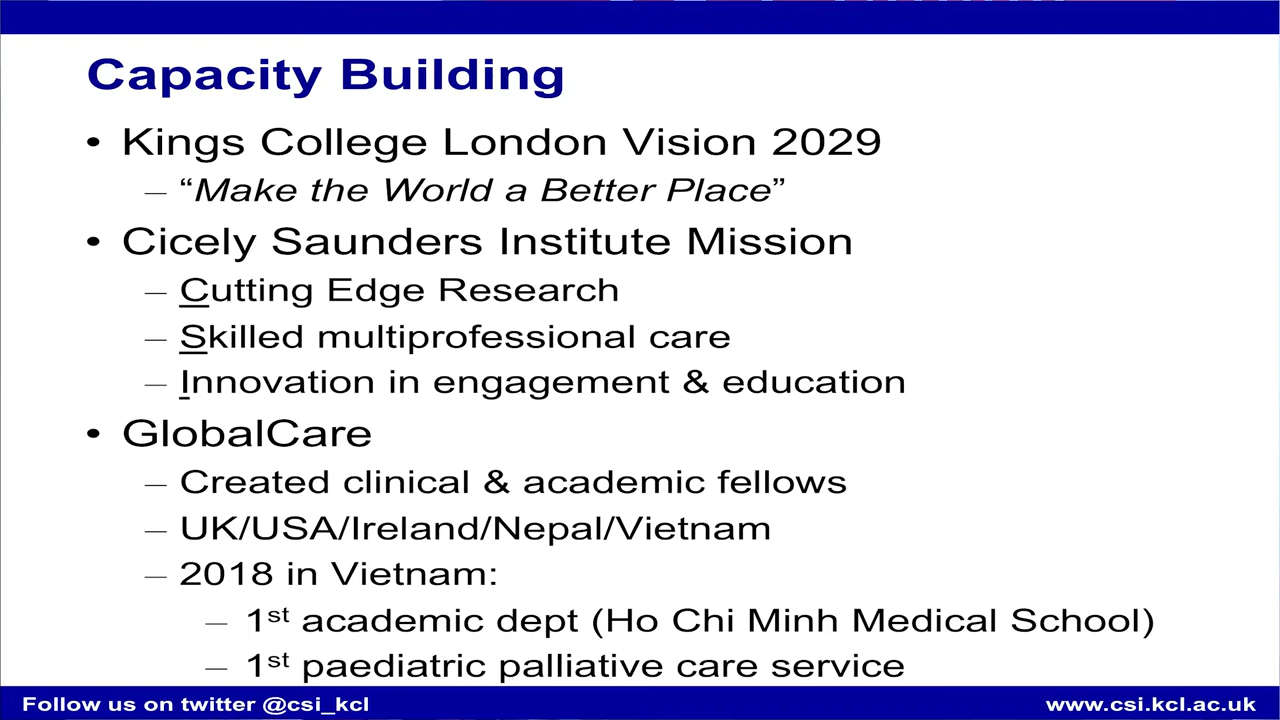 Capacity Building
• Kings College London Vision 2029
– “Make the World a Better Place”
• Cicely Saunders Institute Mission
– Cutting Edge Research
– Skilled multiprofessional care
– Innovation in engagement & education
• GlobalCare
– Created clinical & academic fellows
– UK/USA/Ireland/Nepal/Vietnam
– 2018 in Vietnam:
– 1st academic dept (Ho Chi Minh Medical School)
– 1st paediatric palliative care service
Follow us on twitter @csi_kcl
www.csi.kcl.ac.uk